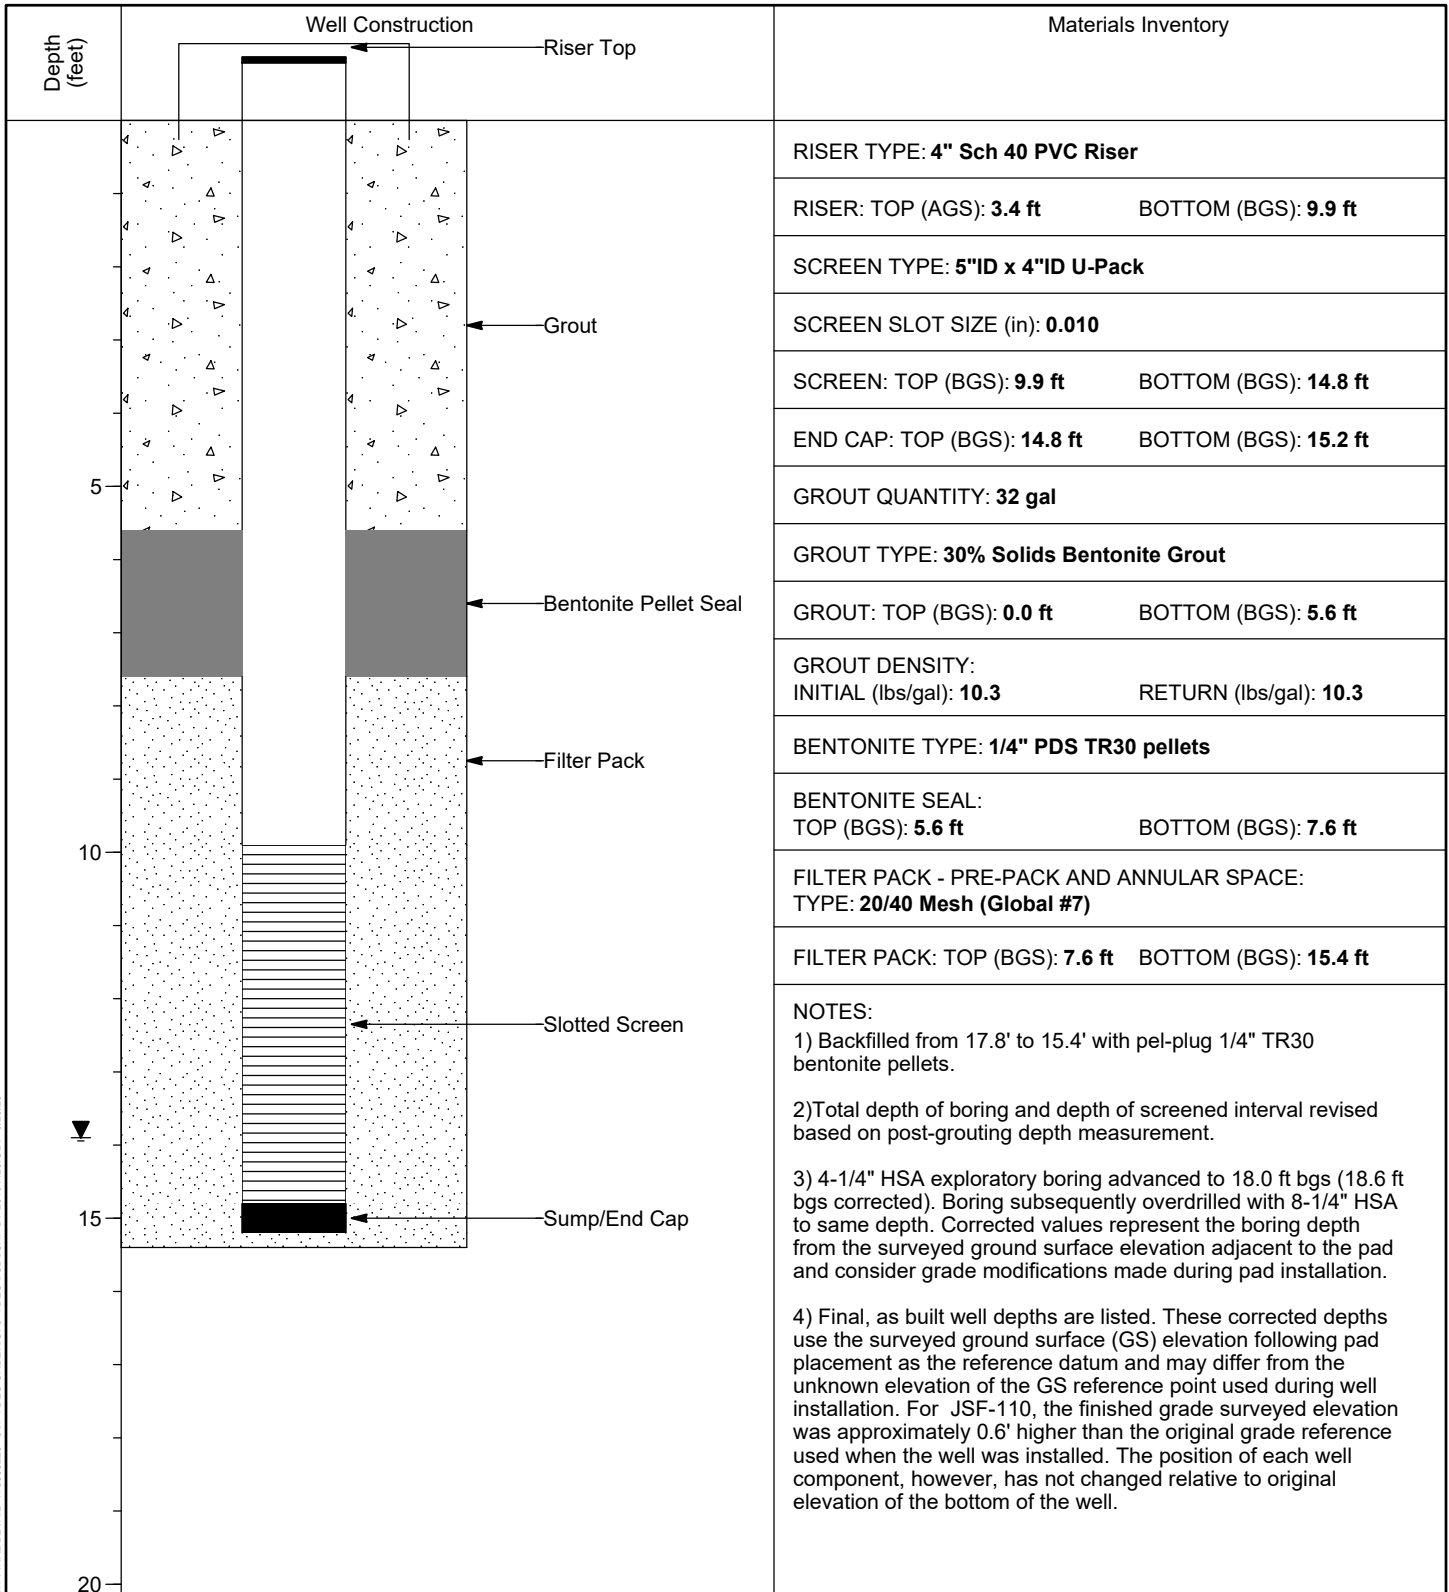 Depth
(feet)
Well Construction
Materials Inventory
Riser Top
Grout
Bentonite Pellet Seal
Filter Pack
Slotted Screen
Sump/End Cap
5
10
15
20
RISER TYPE: 4" Sch 40 PVC Riser
RISER: TOP (AGS): 3.4 ft BOTTOM (BGS): 9.9 ft
SCREEN TYPE: 5"ID x 4"ID U-Pack
SCREEN SLOT SIZE (in): 0.010
SCREEN: TOP (BGS): 9.9 ft BOTTOM (BGS): 14.8 ft
END CAP: TOP (BGS): 14.8 ft BOTTOM (BGS): 15.2 ft
GROUT QUANTITY: 32 gal
GROUT TYPE: 30% Solids Bentonite Grout
GROUT: TOP (BGS): 0.0 ft BOTTOM (BGS): 5.6 ft
GROUT DENSITY:
INITIAL (lbs/gal): 10.3 RETURN (lbs/gal): 10.3
BENTONITE TYPE: 1/4" PDS TR30 pellets
BENTONITE SEAL:
TOP (BGS): 5.6 ft BOTTOM (BGS): 7.6 ft
FILTER PACK - PRE-PACK AND ANNULAR SPACE:
TYPE: 20/40 Mesh (Global #7)
FILTER PACK: TOP (BGS): 7.6 ft BOTTOM (BGS): 15.4 ft
NOTES:
1) Backfilled from 17.8' to 15.4' with pel-plug 1/4" TR30
bentonite pellets.
2)Total depth of boring and depth of screened interval revised
based on post-grouting depth measurement.
3) 4-1/4" HSA exploratory boring advanced to 18.0 ft bgs (18.6 ft
bgs corrected). Boring subsequently overdrilled with 8-1/4" HSA
to same depth. Corrected values represent the boring depth
from the surveyed ground surface elevation adjacent to the pad
and consider grade modifications made during pad installation.
4) Final, as built well depths are listed. These corrected depths
use the surveyed ground surface (GS) elevation following pad
placement as the reference datum and may differ from the
unknown elevation of the GS reference point used during well
installation. For JSF-110, the finished grade surveyed elevation
was approximately 0.6' higher than the original grade reference
used when the well was installed. The position of each well
component, however, has not changed relative to original
elevation of the bottom of the well.